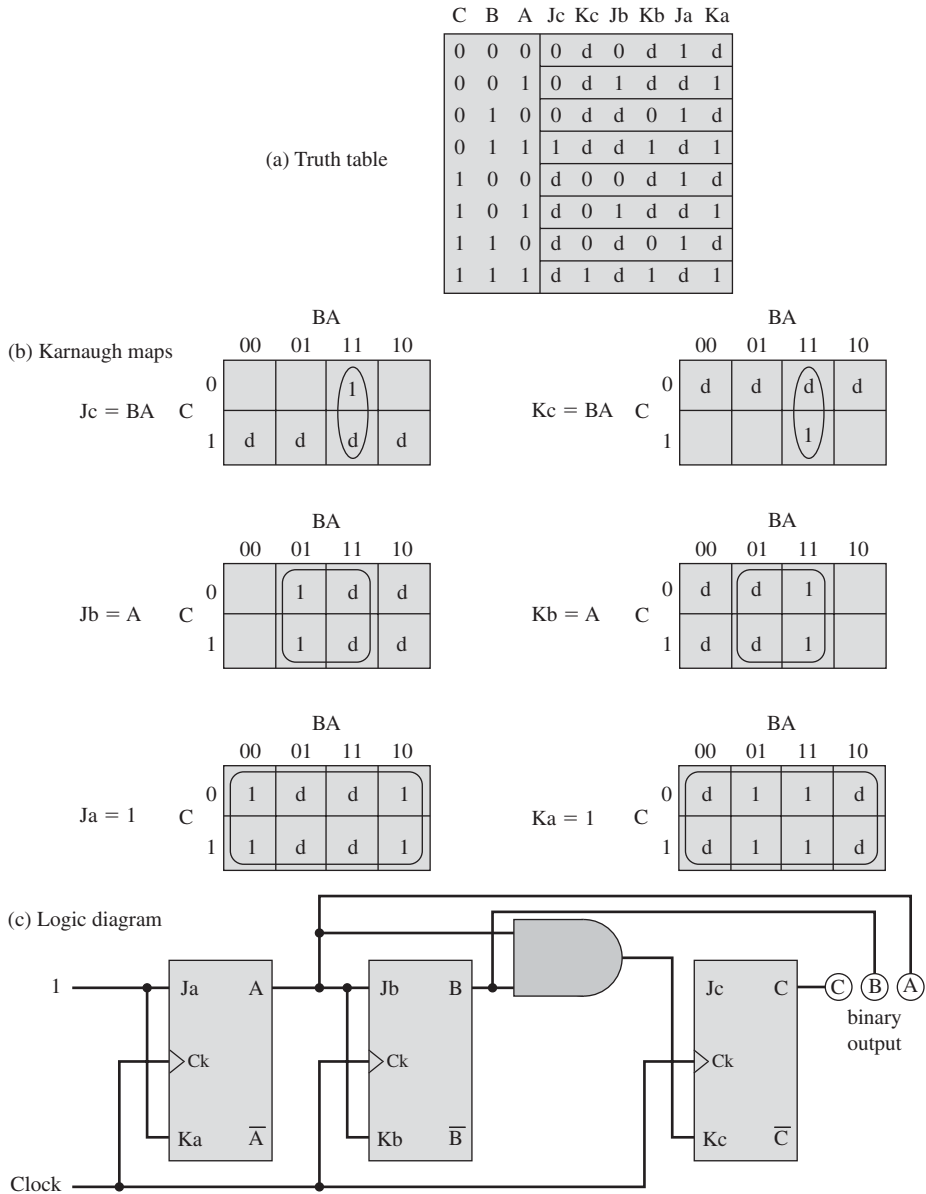 C B A Jc Kc Jb Kb Ja Ka
0 0 0 0 d 0 d 1 d
0 0 1 0 d 1 d d 1
0 1 0 0 d d 0 1 d
0 1 1 1 d d 1 d 1
(a) Truth table
1 0 0 d 0 0 d 1 d
1 0 1 d 0 1 d d 1
1 1 0 d 0 d 0 1 d
1 1 1 d 1 d 1 d 1
(b) Karnaugh maps
BA
00 01 11 10
Jc = BA C
0 1
1 d d d d
BA
00 01 11 10
Kc = BA C
0 d d d d
1 1
BA
00 01 11 10
Jb = A C
0 1 d d
1 1 d d
BA
00 01 11 10
Kb = A C
0 d d 1
1 d d 1
BA
00 01 11 10
Ja = 1 C
0 1 d d 1
1 1 d d 1
BA
00 01 11 10
Ka = 1 C
0 d 1 1 d
1 d 1 1 d
(c) Logic diagram
1 Ja A Jb B Jc C C B A
binary
output
Ck Ck Ck
Ka A̅ Kb B̅ Kc C̅
Clock